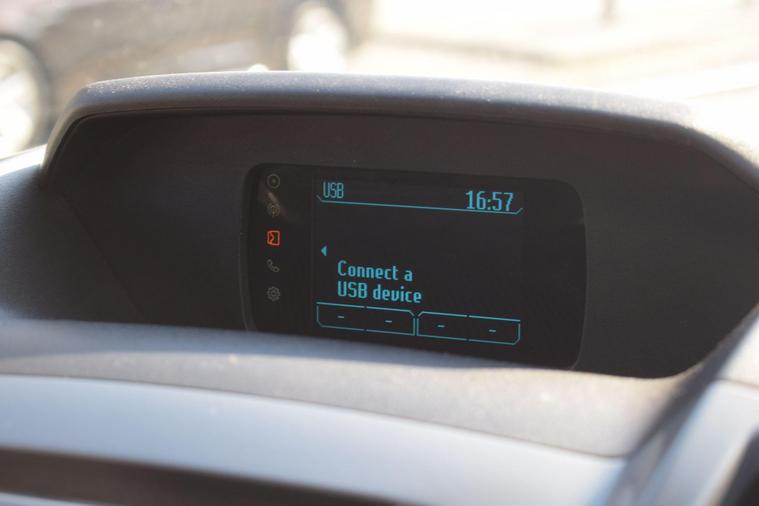 USB 16:57
Connect a
USB device
- - - -